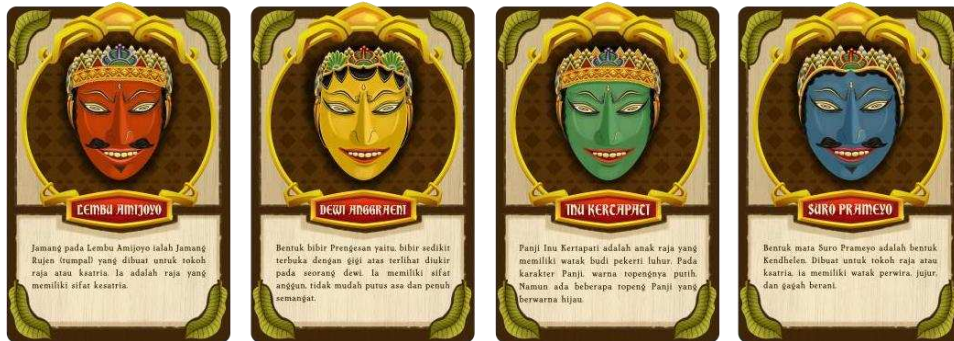 LEMBU AMIJOYO
Jamang pada Lembu Amijoyo ialah Jamang
Rujen (tumpal) yang dibuat untuk tokoh
raja atau ksatria. Ia adalah raja yang
memiliki sifat kesatria.
DEWI ANGGRAENI
Bentuk bibir Prengesan yaitu, bibir sedikit
terbuka dengan gigi atas terlihat diukir
pada seorang dewi. Ia memiliki sifat
anggun, tidak mudah putus asa dan penuh
semangat.
INU KERTAPATI
Panji Inu Kertapati adalah anak raja yang
memiliki watak budi pekerti luhur. Pada
karakter Panji, warna topengnya putih.
Namun ada beberapa topeng Panji yang
berwarna hijau.
SURO PRAMEYO
Bentuk mata Suro Prameyo adalah bentuk
Kendhelen. Dibuat untuk tokoh raja atau
ksatria, ia memiliki watak perwira, jujur,
dan gagah berani.